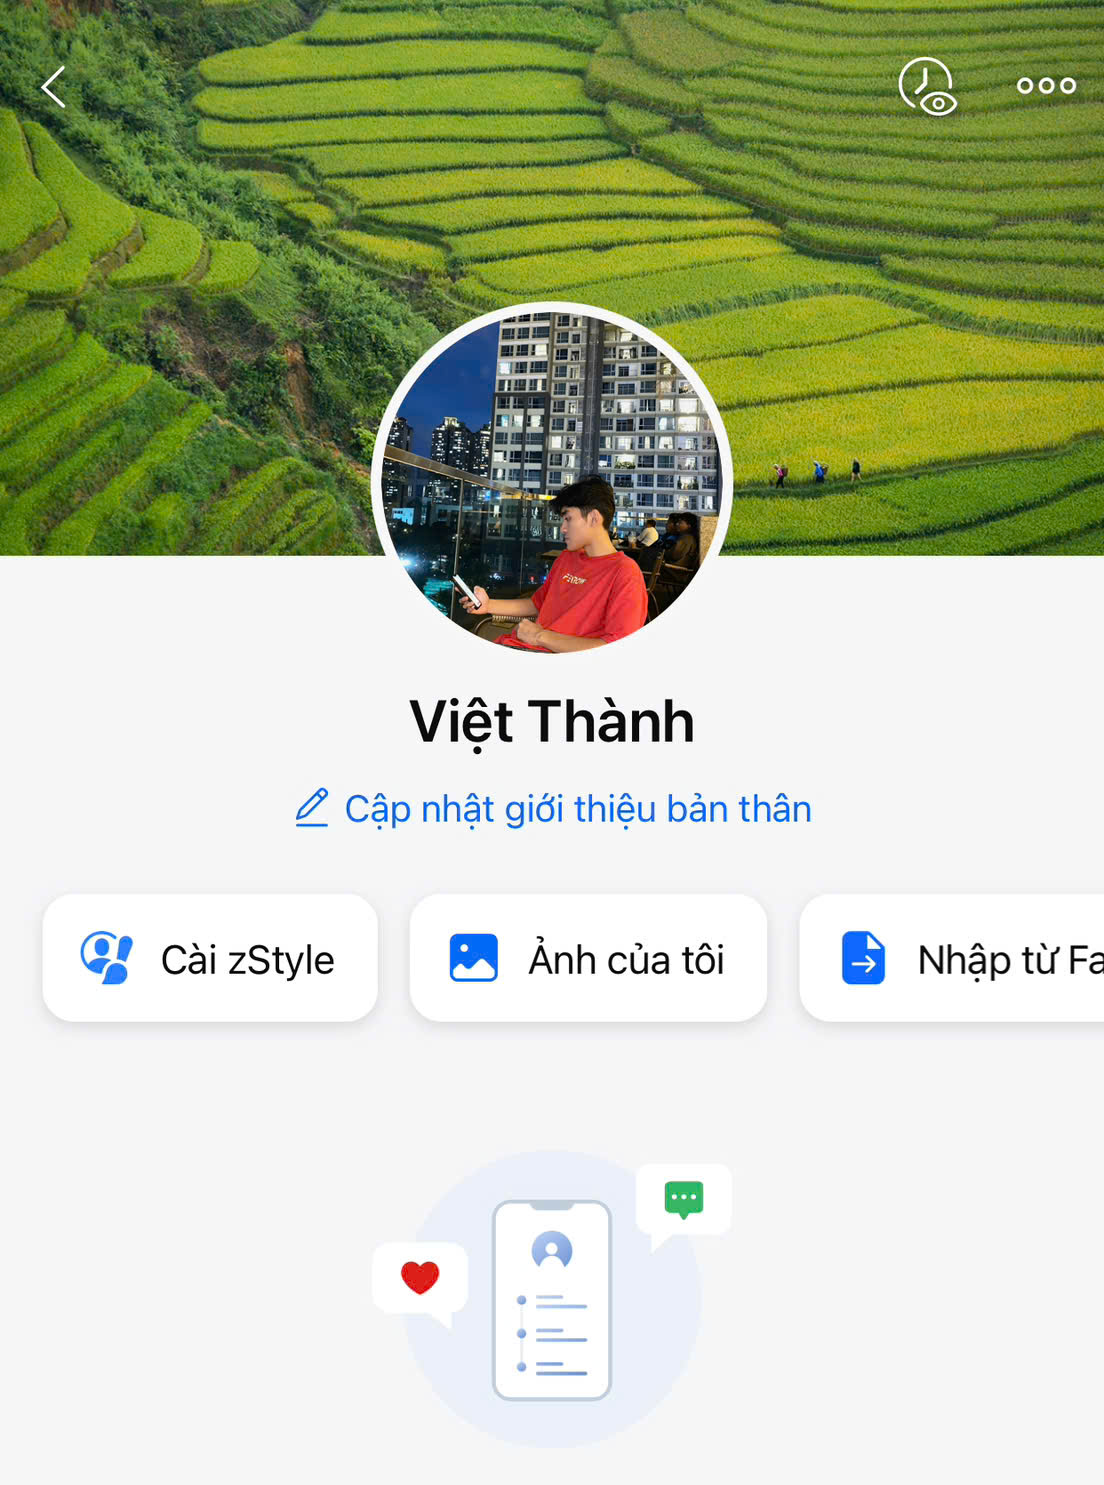 Việt Thành
Cập nhật giới thiệu bản thân
Cài zStyle
Ảnh của tôi
Nhập từ Fa